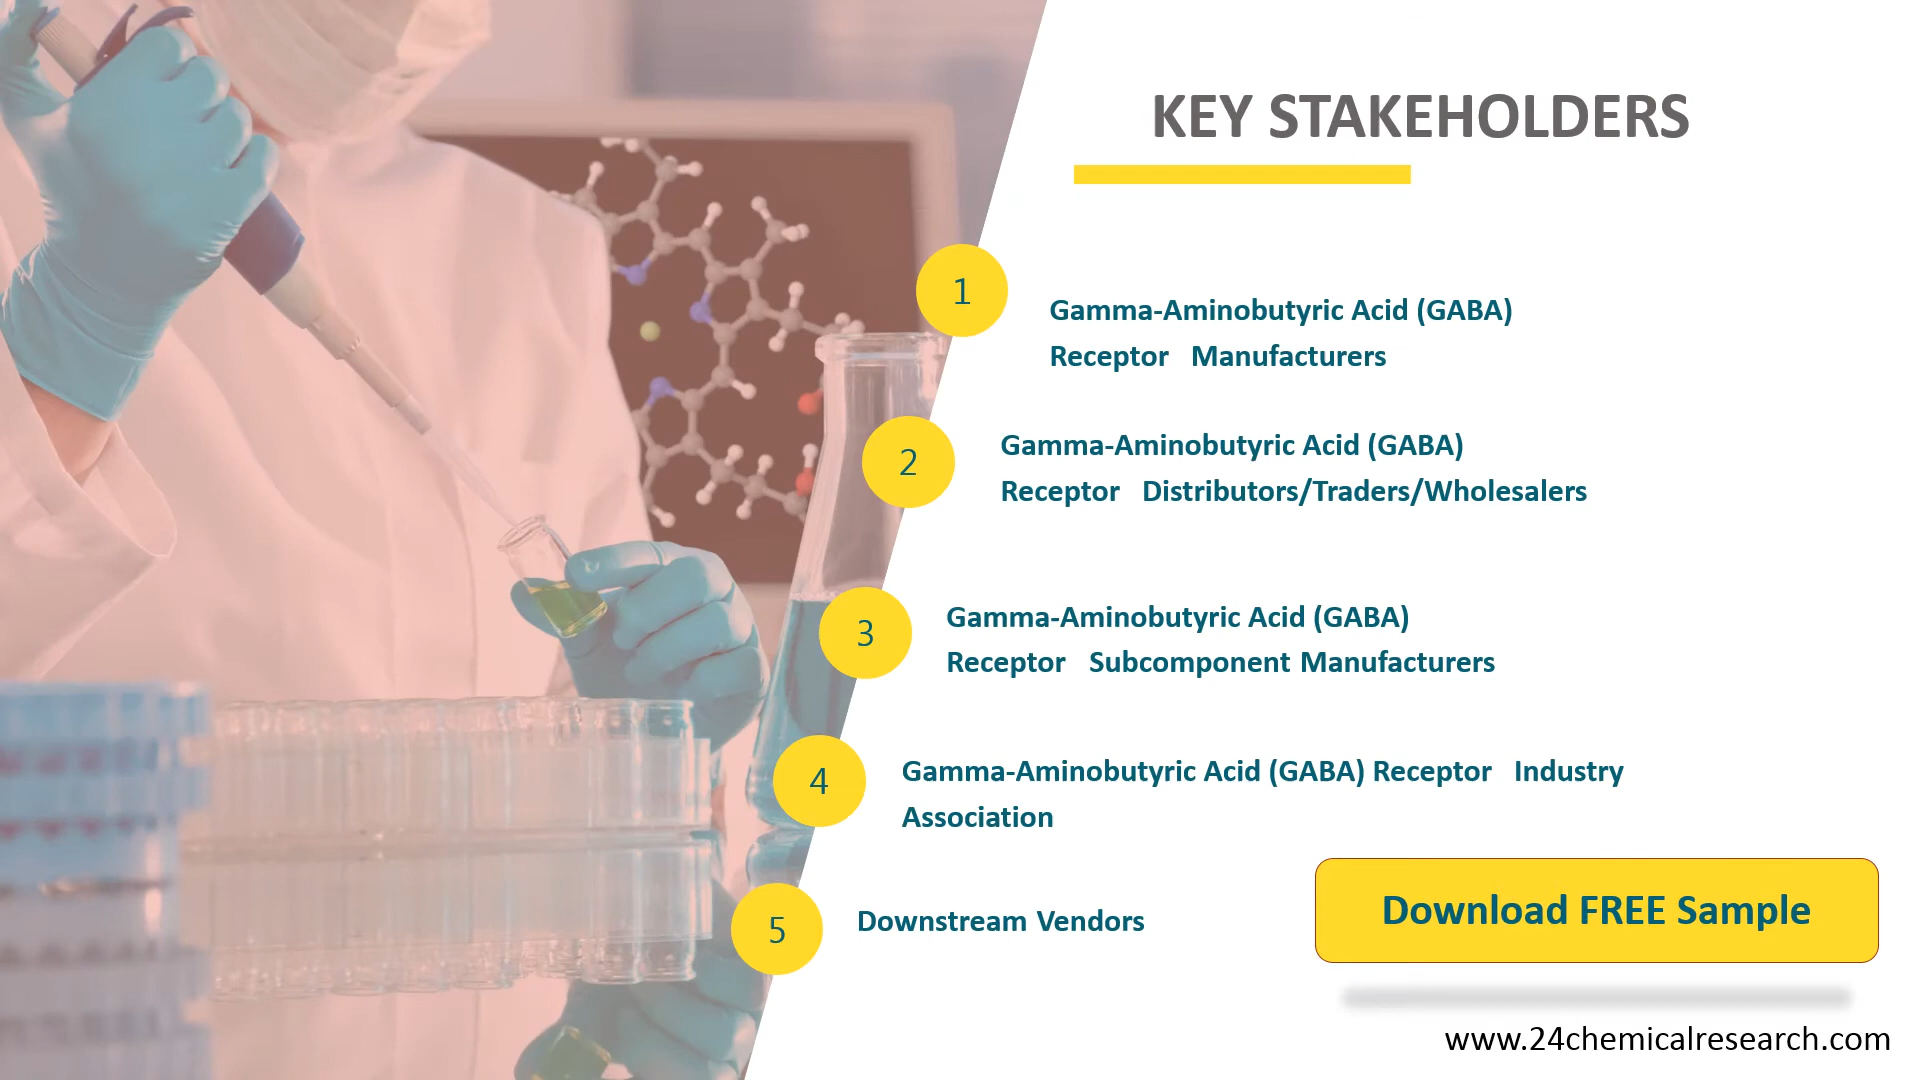 KEY STAKEHOLDERS
1
Gamma-Aminobutyric Acid (GABA)
Receptor Manufacturers
2
Gamma-Aminobutyric Acid (GABA)
Receptor Distributors/Traders/Wholesalers
3
Gamma-Aminobutyric Acid (GABA)
Receptor Subcomponent Manufacturers
4
Gamma-Aminobutyric Acid (GABA) Receptor Industry
Association
5
Downstream Vendors
Download FREE Sample
www.24chemicalresearch.com